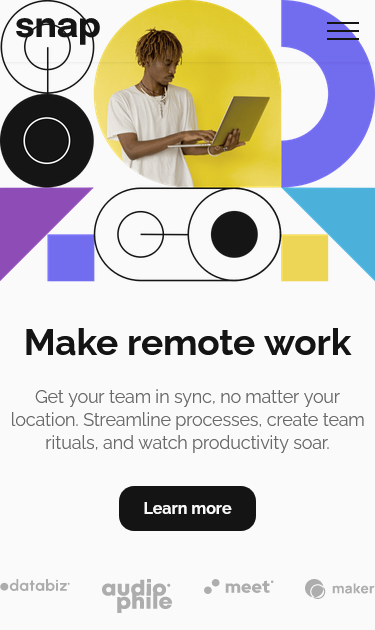 snap
Make remote work
Get your team in sync, no matter your
location. Streamline processes, create team
rituals, and watch productivity soar.
Learn more
databiz
audio
phile
meet
maker